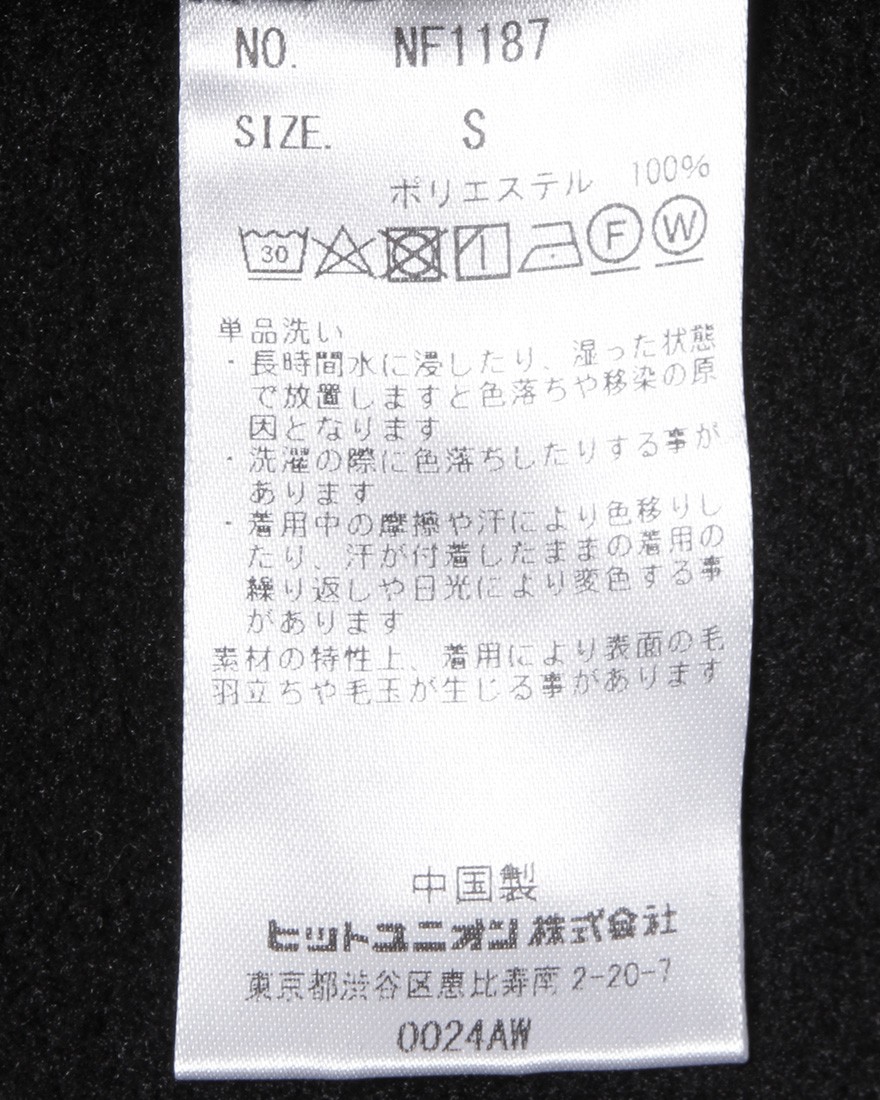 NO. NF1187
SIZE. S
ポリエステル 100%
30 F W
単品洗い
・長時間水に浸したり、湿った状態
で放置しますと色落ちや移染の原
因となります
・洗濯の際に色落ちしたりする事が
あります
・着用中の摩擦や汗により色移りし
たり、汗が付着したままの着用の
繰り返しや日光により変色する事
があります
素材の特性上、着用により表面の毛
羽立ちや毛玉が生じる事があります
中国製
ヒットユニオン株式会社
東京都渋谷区恵比寿南 2-20-7
0024AW